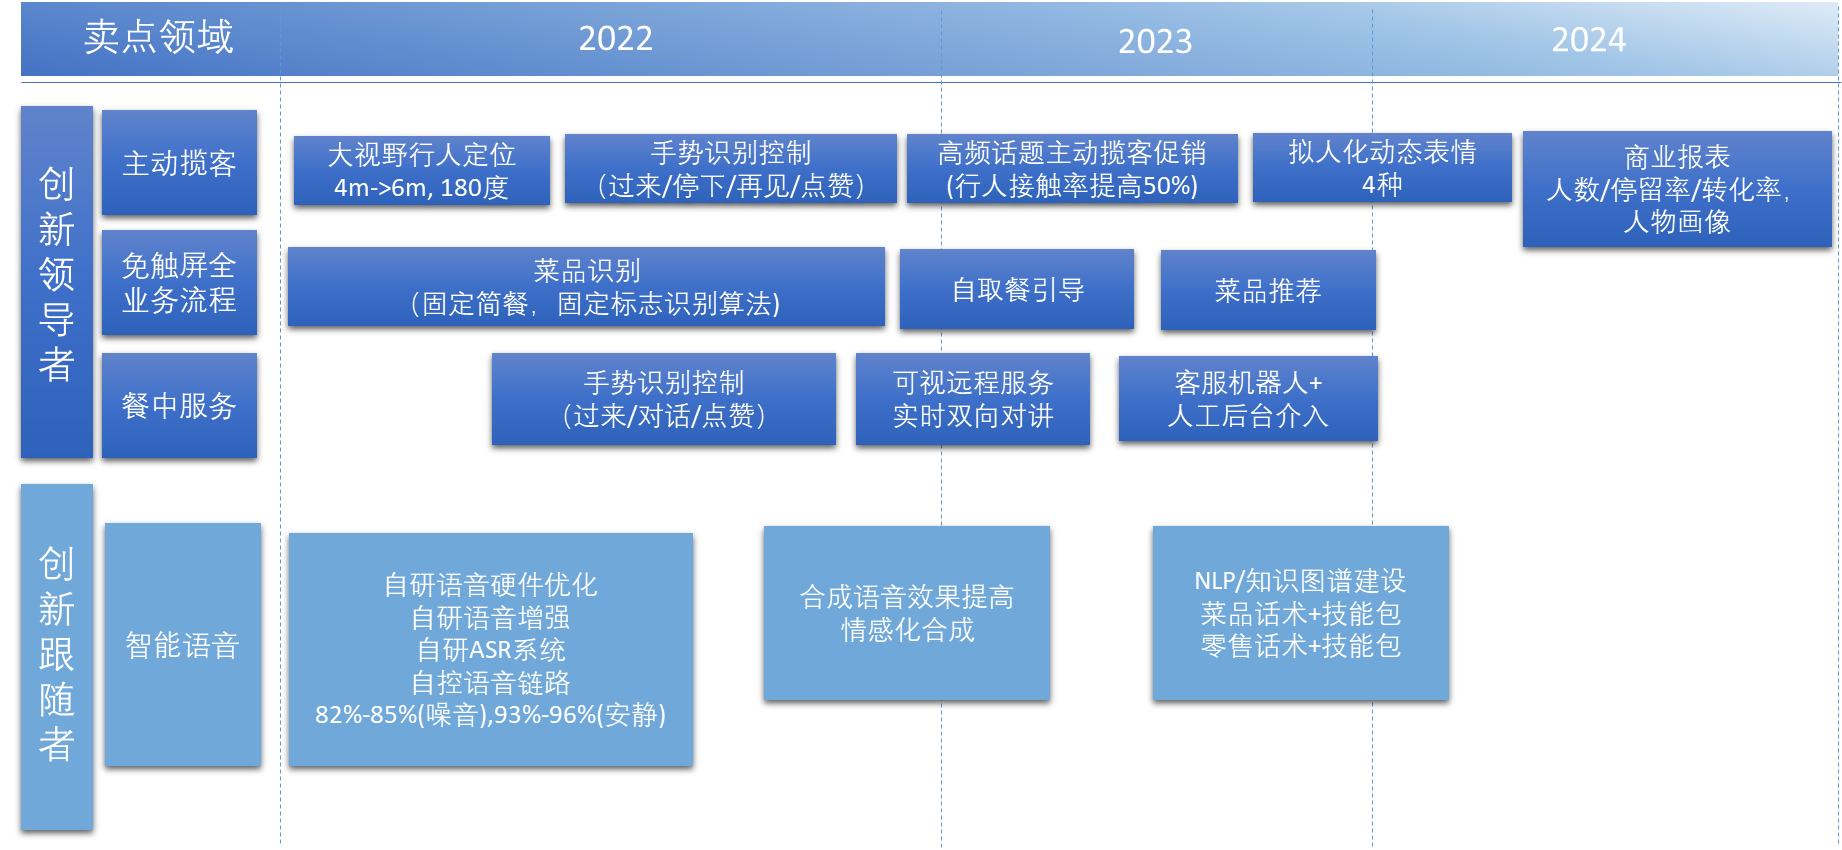 卖点领域
2022
2023
2024
创新领导者
主动揽客
大视野行人定位
4m->6m, 180度
手势识别控制
（过来/停下/再见/点赞）
高频话题主动揽客促销
(行人接触率提高50%)
拟人化动态表情
4种
商业报表
人数/停留率/转化率，
人物画像
免触屏全
业务流程
菜品识别
（固定简餐，固定标志识别算法)
自取餐引导
菜品推荐
餐中服务
手势识别控制
（过来/对话/点赞）
可视远程服务
实时双向对讲
客服机器人+
人工后台介入
创新跟随者
智能语音
自研语音硬件优化
自研语音增强
自研ASR系统
自控语音链路
82%-85%(噪音),93%-96%(安静)
合成语音效果提高
情感化合成
NLP/知识图谱建设
菜品话术+技能包
零售话术+技能包